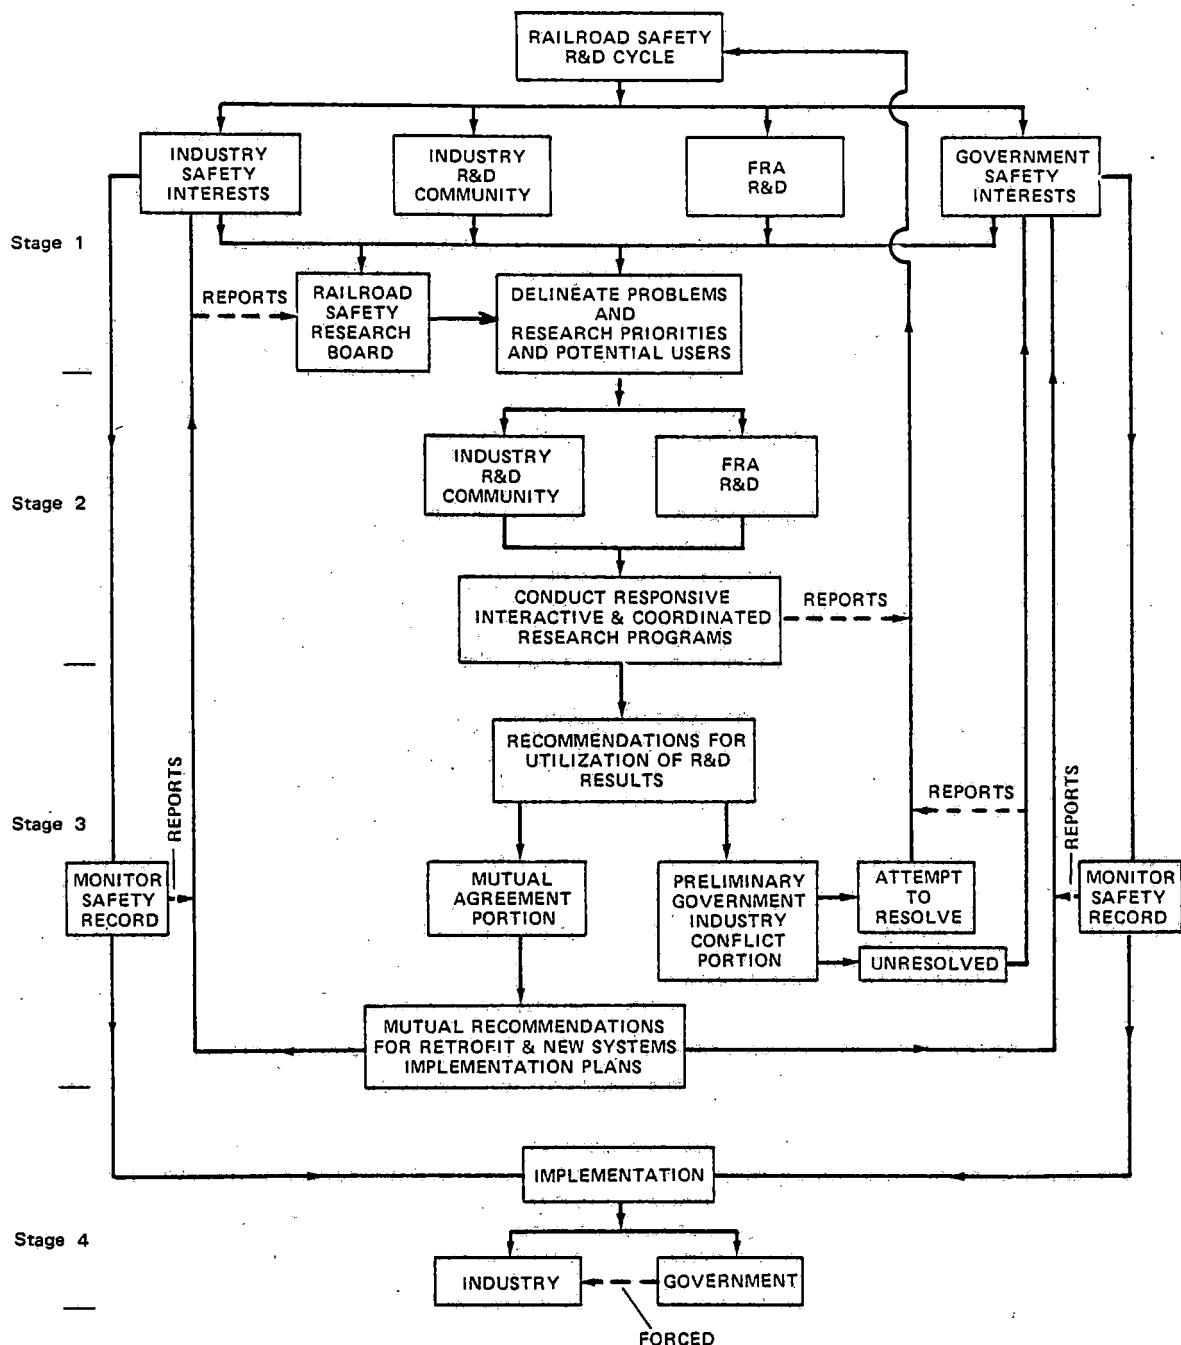 RAILROAD SAFETY
R&D CYCLE
INDUSTRY
SAFETY
INTERESTS
INDUSTRY
R&D
COMMUNITY
FRA
R&D
GOVERNMENT
SAFETY
INTERESTS
Stage 1
REPORTS
RAILROAD
SAFETY
RESEARCH
BOARD
DELINEATE PROBLEMS
AND
RESEARCH PRIORITIES
AND POTENTIAL USERS
Stage 2
INDUSTRY
R&D
COMMUNITY
FRA
R&D
CONDUCT RESPONSIVE
INTERACTIVE & COORDINATED
RESEARCH PROGRAMS
REPORTS
RECOMMENDATIONS FOR
UTILIZATION OF R&D
RESULTS
Stage 3
REPORTS
REPORTS
REPORTS
MONITOR
SAFETY
RECORD
MUTUAL
AGREEMENT
PORTION
PRELIMINARY
GOVERNMENT
INDUSTRY
CONFLICT
PORTION
ATTEMPT
TO
RESOLVE
UNRESOLVED
MONITOR
SAFETY
RECORD
MUTUAL RECOMMENDATIONS
FOR RETROFIT & NEW SYSTEMS
IMPLEMENTATION PLANS
IMPLEMENTATION
Stage 4
INDUSTRY
GOVERNMENT
FORCED